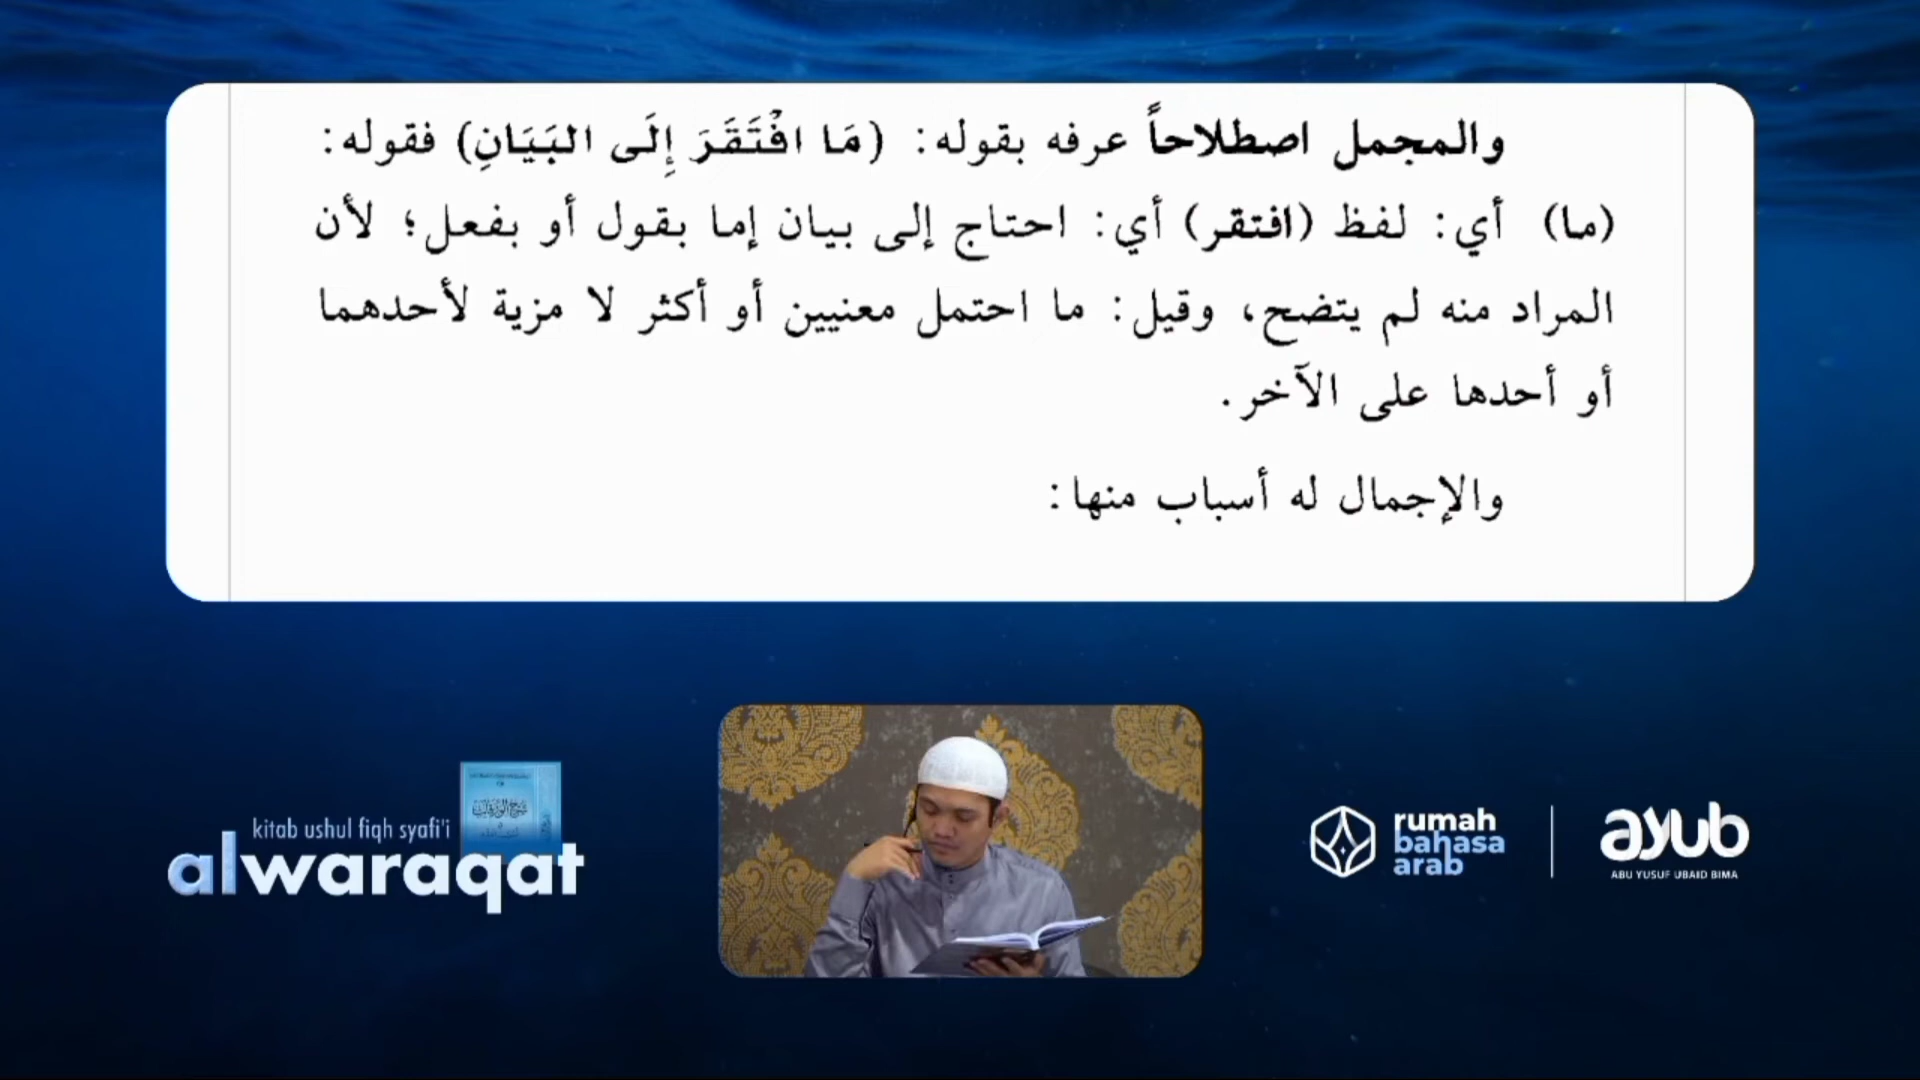 والمجمل اصطلاحاً عرفه بقوله: (مَا افْتَقَرَ إِلَى البَيَانِ) فقوله:
(ما) أي: لفظ (افتقر) أي: احتاج إلى بيان إما بقول أو بفعل؛ لأن
المراد منه لم يتضح، وقيل: ما احتمل معنيين أو أكثر لا مزية لأحدهما
أو أحدها على الآخر.
والإجمال له أسباب منها:
kitab ushul fiqh syafi'i
alwaraqat
rumah
bahasa
arab
ayub
ABU YUSUF UBAID BIMA